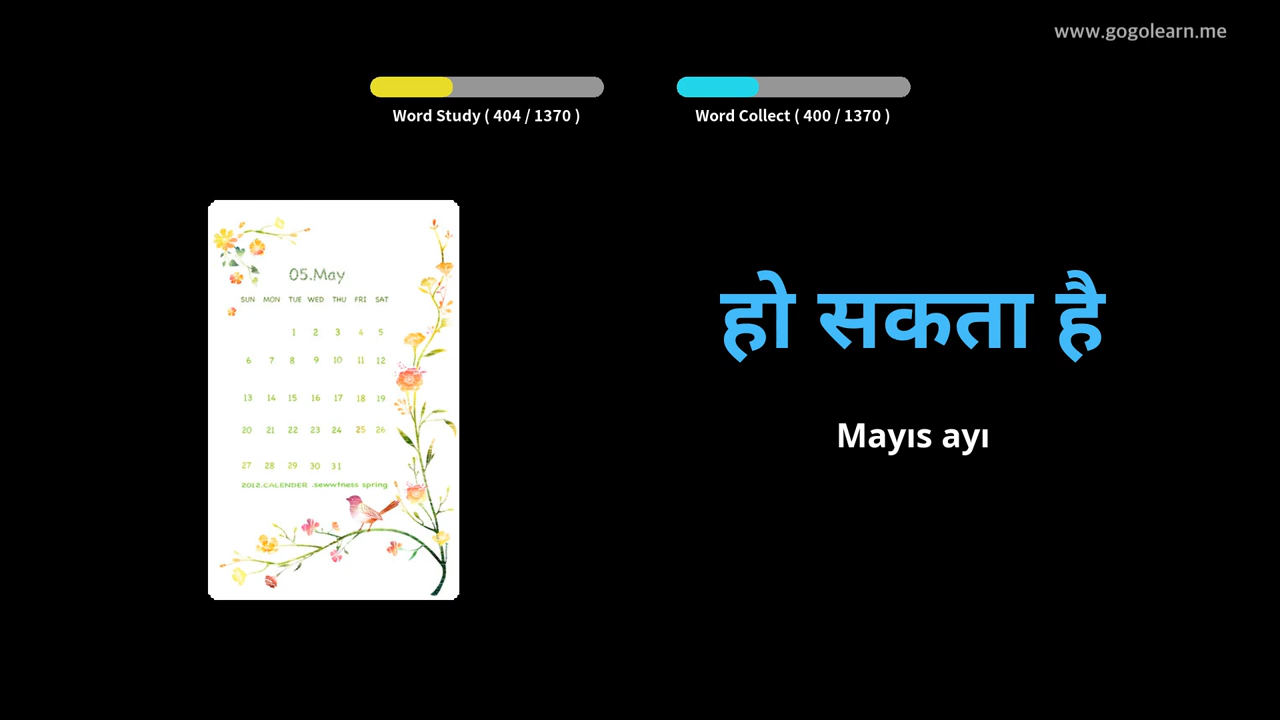 www.gogolearn.me
Word Study ( 404 / 1370 )
Word Collect ( 400 / 1370 )
05.May
SUN MON TUE WED THU FRI SAT
1 2 3 4 5
6 7 8 9 10 11 12
13 14 15 16 17 18 19
20 21 22 23 24 25 26
27 28 29 30 31
2012.CALENDER .sewwtness spring
हो सकता है
Mayıs ayı